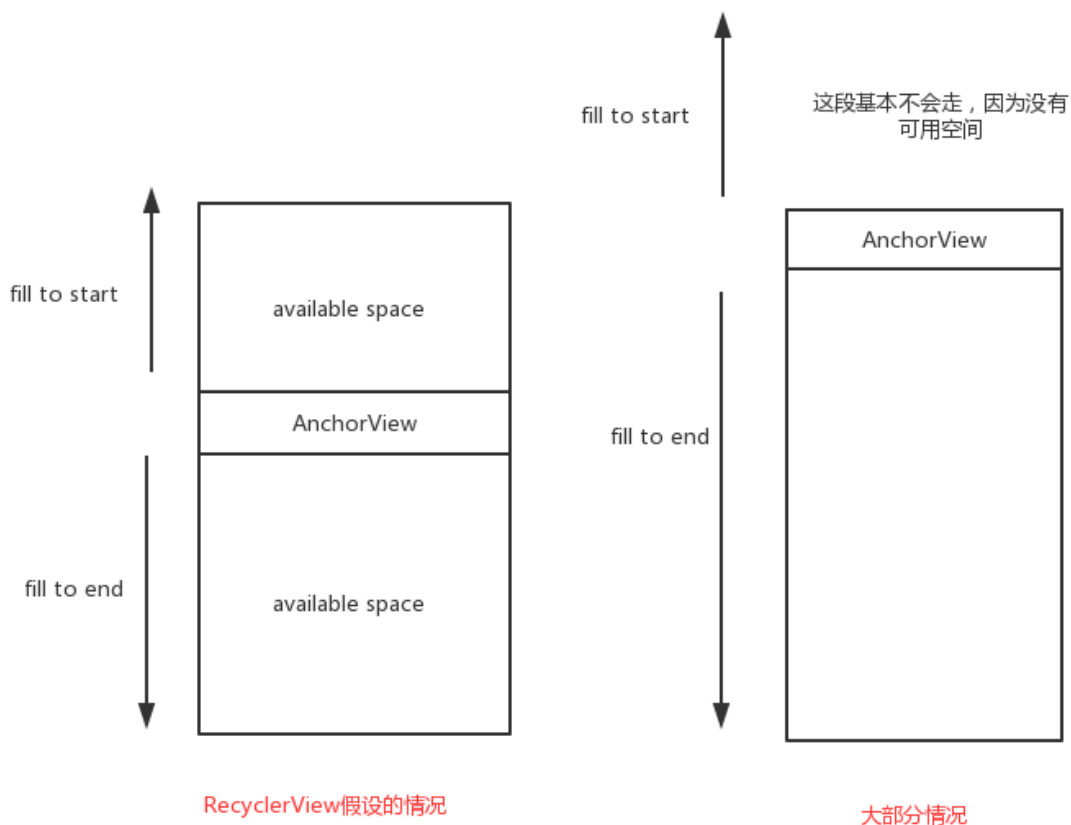 fill to start
available space
AnchorView
fill to end
available space
RecyclerView假设的情况
fill to start
这段基本不会走，因为没有
可用空间
AnchorView
fill to end
大部分情况